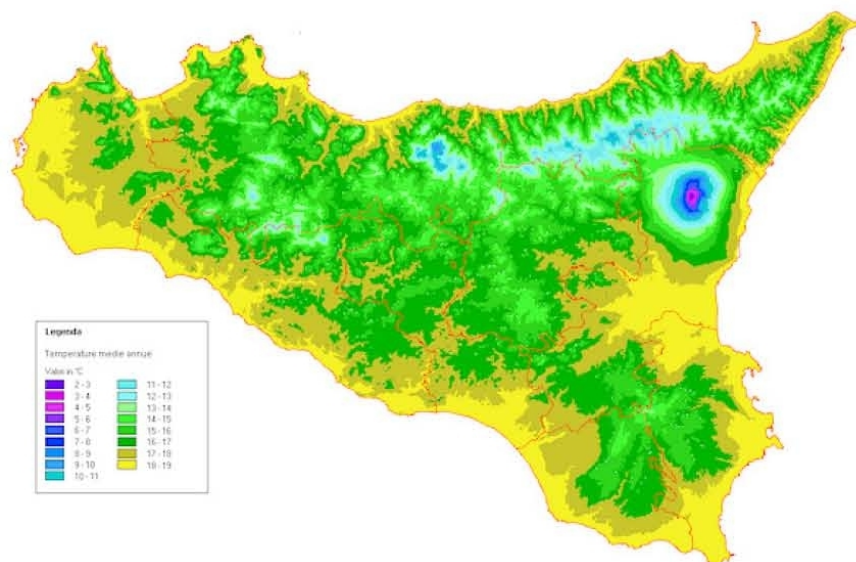 Legenda
Temperature medie annue
Valori in °C
2 - 3
3 - 4
4 - 5
5 - 6
6 - 7
7 - 8
8 - 9
9 - 10
10 - 11
11 - 12
12 - 13
13 - 14
14 - 15
15 - 16
16 - 17
17 - 18
18 - 19